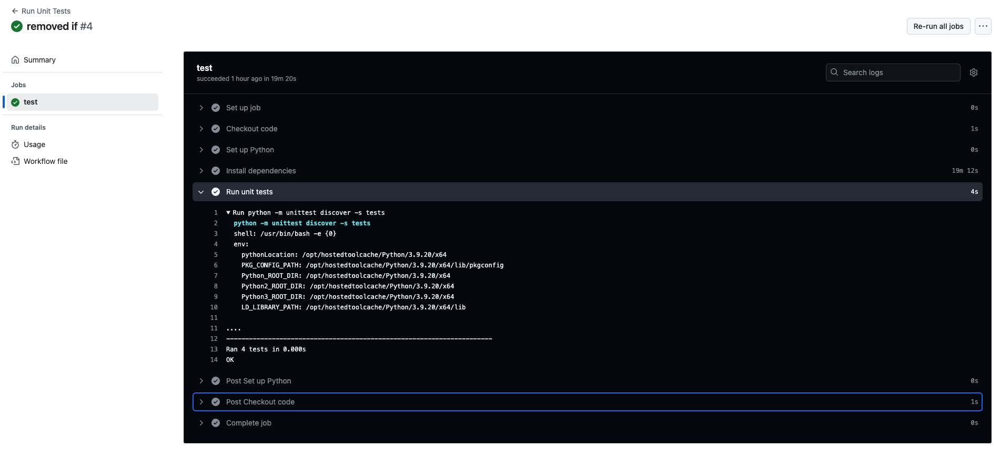 Run Unit Tests
removed if #4
Re-run all jobs
Summary
Jobs
test
Run details
Usage
Workflow file
test
succeeded 1 hour ago in 19m 20s
Search logs
Set up job 0s
Checkout code 1s
Set up Python 0s
Install dependencies 19m 12s
Run unit tests 4s
1 Run python -m unittest discover -s tests
2 python -m unittest discover -s tests
3 shell: /usr/bin/bash -e {0}
4 env:
5 pythonLocation: /opt/hostedtoolcache/Python/3.9.20/x64
6 PKG_CONFIG_PATH: /opt/hostedtoolcache/Python/3.9.20/x64/lib/pkgconfig
7 Python_ROOT_DIR: /opt/hostedtoolcache/Python/3.9.20/x64
8 Python2_ROOT_DIR: /opt/hostedtoolcache/Python/3.9.20/x64
9 Python3_ROOT_DIR: /opt/hostedtoolcache/Python/3.9.20/x64
10 LD_LIBRARY_PATH: /opt/hostedtoolcache/Python/3.9.20/x64/lib
11
11 ....
12 ----------------------------------------------------------------------
13 Ran 4 tests in 0.000s
14 OK
Post Set up Python 0s
Post Checkout code 1s
Complete job 0s